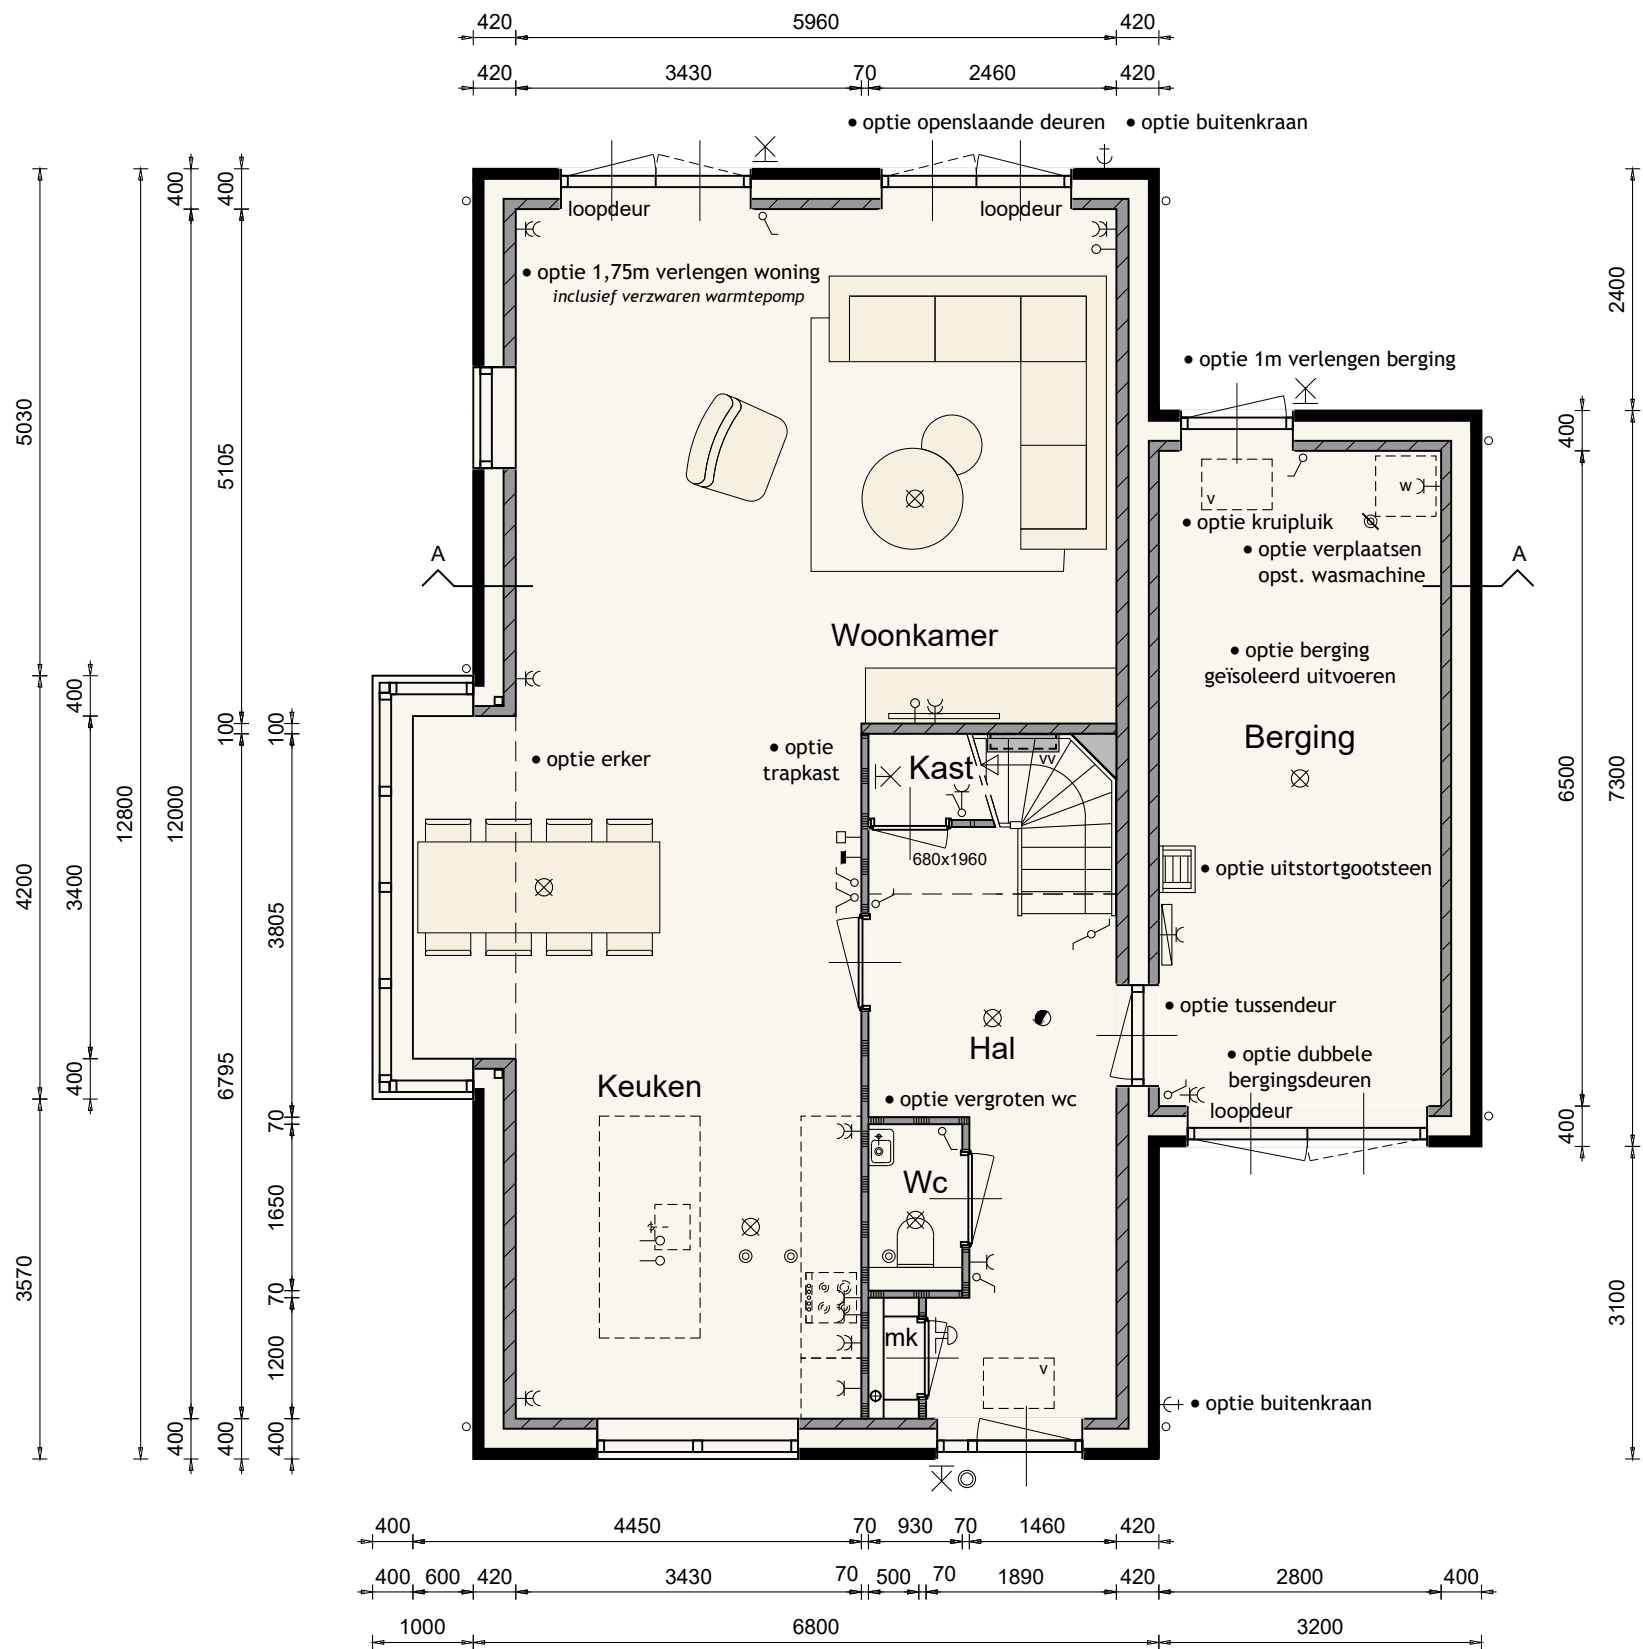 420 5960 420
420 3430 70 2460 420
• optie openslaande deuren • optie buitenkraan
loopdeur loopdeur
400 400
• optie 1,75m verlengen woning
inclusief verzwaren warmtepomp
2400
• optie 1m verlengen berging
5030
5105
400
v w
• optie kruipluik
• optie verplaatsen
opst. wasmachine
A A
Woonkamer
• optie berging
geïsoleerd uitvoeren
400
100 100
Berging
• optie erker
• optie
trapkast
Kast
vv
12800 12000
6500 7300
680x1960
• optie uitstortgootsteen
4200 3400
3805
• optie tussendeur
Hal
• optie dubbele
bergingsdeuren
loopdeur
400
6795
Keuken
• optie vergroten wc
70
400
Wc
1650
3570
70
3100
mk
v
1200
• optie buitenkraan
400 400 400
400 4450 70 930 70 1460 420
400 600 420 3430 70 500 70 1890 420 2800 400
1000 6800 3200